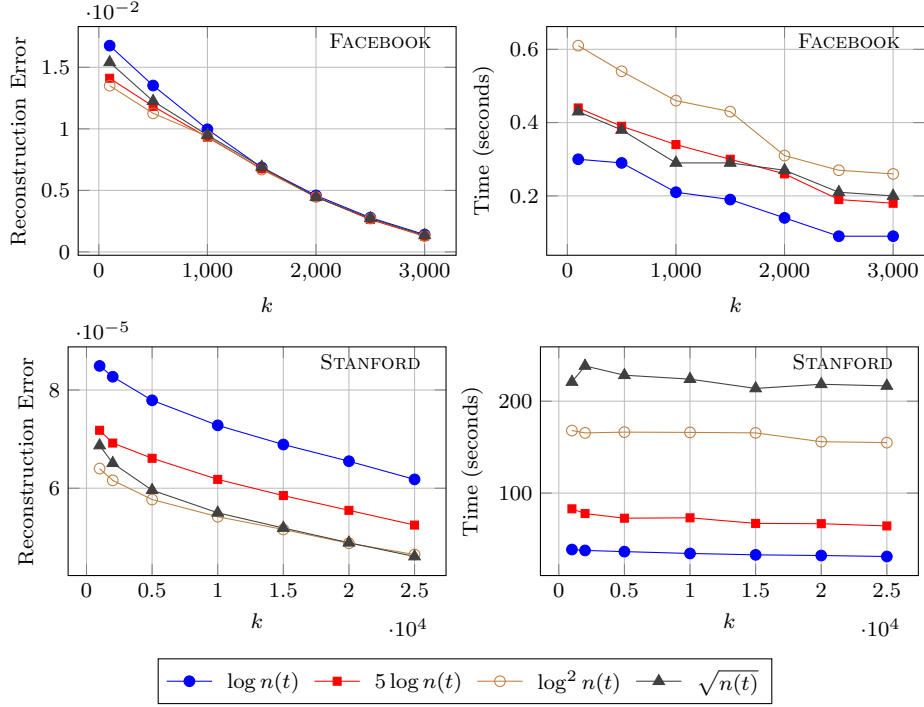 ·10⁻²
FACEBOOK
Reconstruction Error
1.5
1
0.5
0
0
1,000
2,000
3,000
k
FACEBOOK
Time (seconds)
0.6
0.4
0.2
0
1,000
2,000
3,000
k
·10⁻⁵
STANFORD
Reconstruction Error
8
6
0
0.5
1
1.5
2
2.5
k
·10⁴
STANFORD
Time (seconds)
200
100
0
0.5
1
1.5
2
2.5
k
·10⁴
log n(t) 5 log n(t) log² n(t) √n(t)